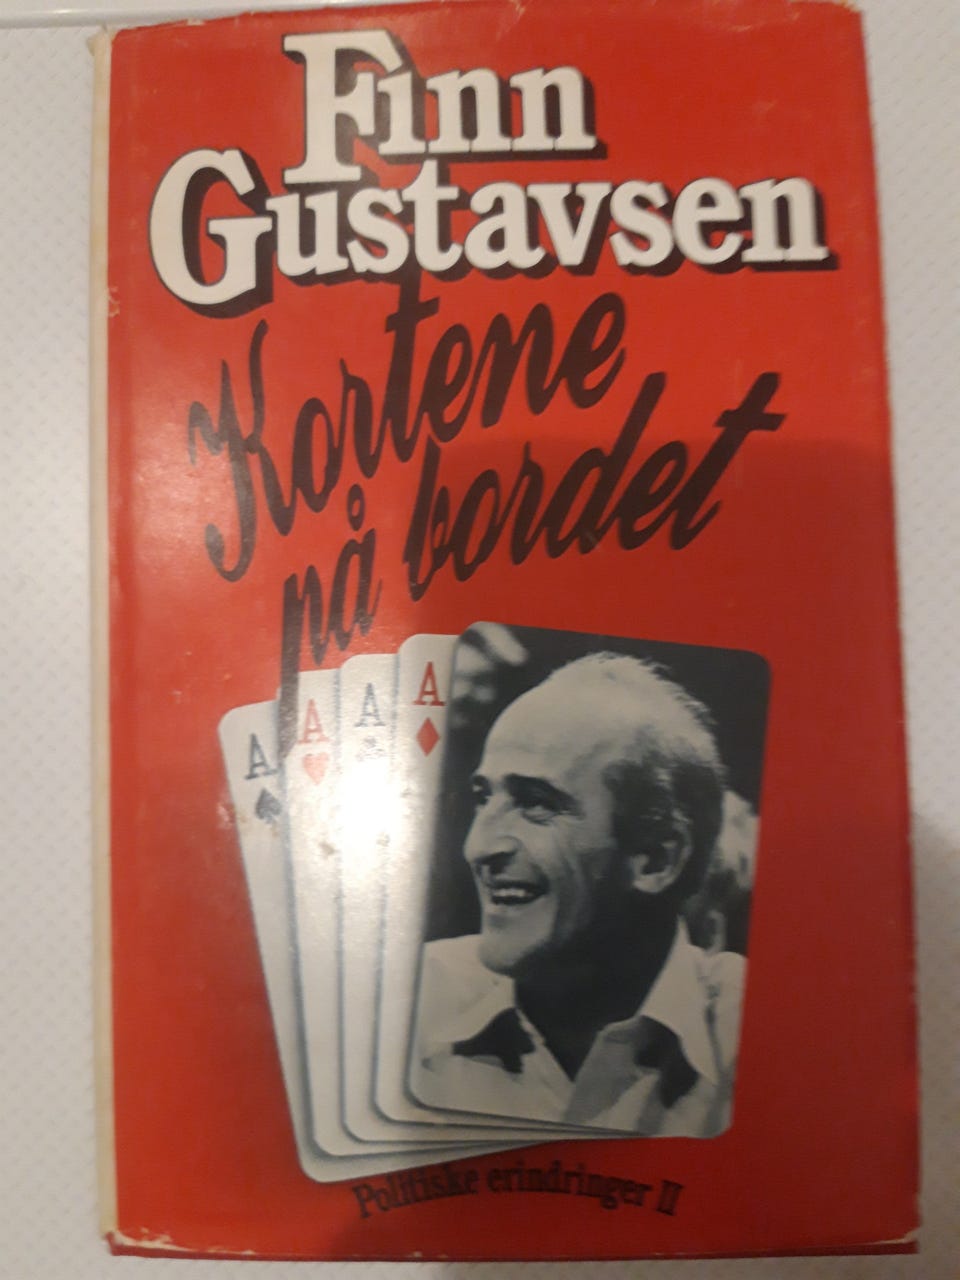 Finn
Gustavsen
Kortene
på bordet
A
A
A
A
Politiske erindringer II